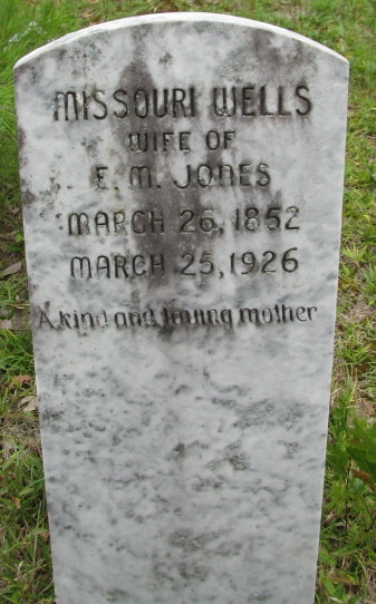 MISSOURI WELLS
WIFE OF
E. M. JONES
MARCH 26, 1852
MARCH 25, 1926
A kind and loving mother